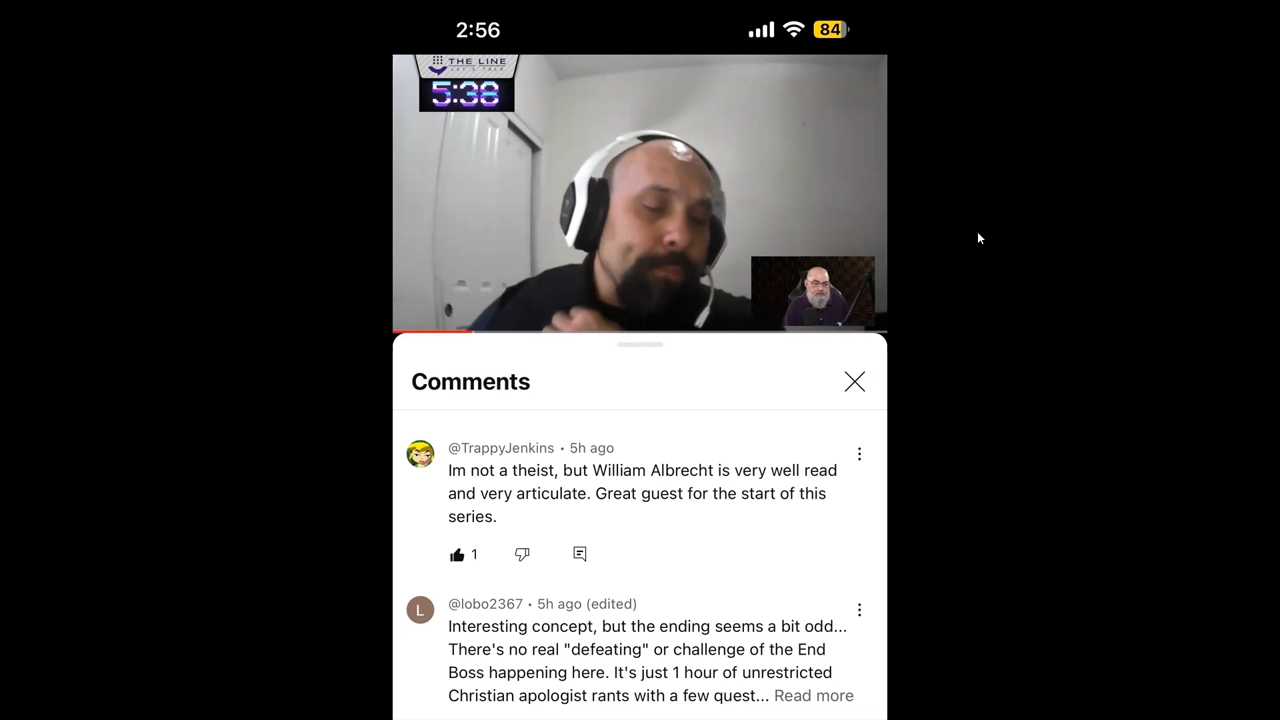 2:56
84
THE LINE
LET'S TALK
5:38
Comments
@TrappyJenkins • 5h ago
Im not a theist, but William Albrecht is very well read
and very articulate. Great guest for the start of this
series.
1
L
@lobo2367 • 5h ago (edited)
Interesting concept, but the ending seems a bit odd...
There's no real "defeating" or challenge of the End
Boss happening here. It's just 1 hour of unrestricted
Christian apologist rants with a few quest... Read more